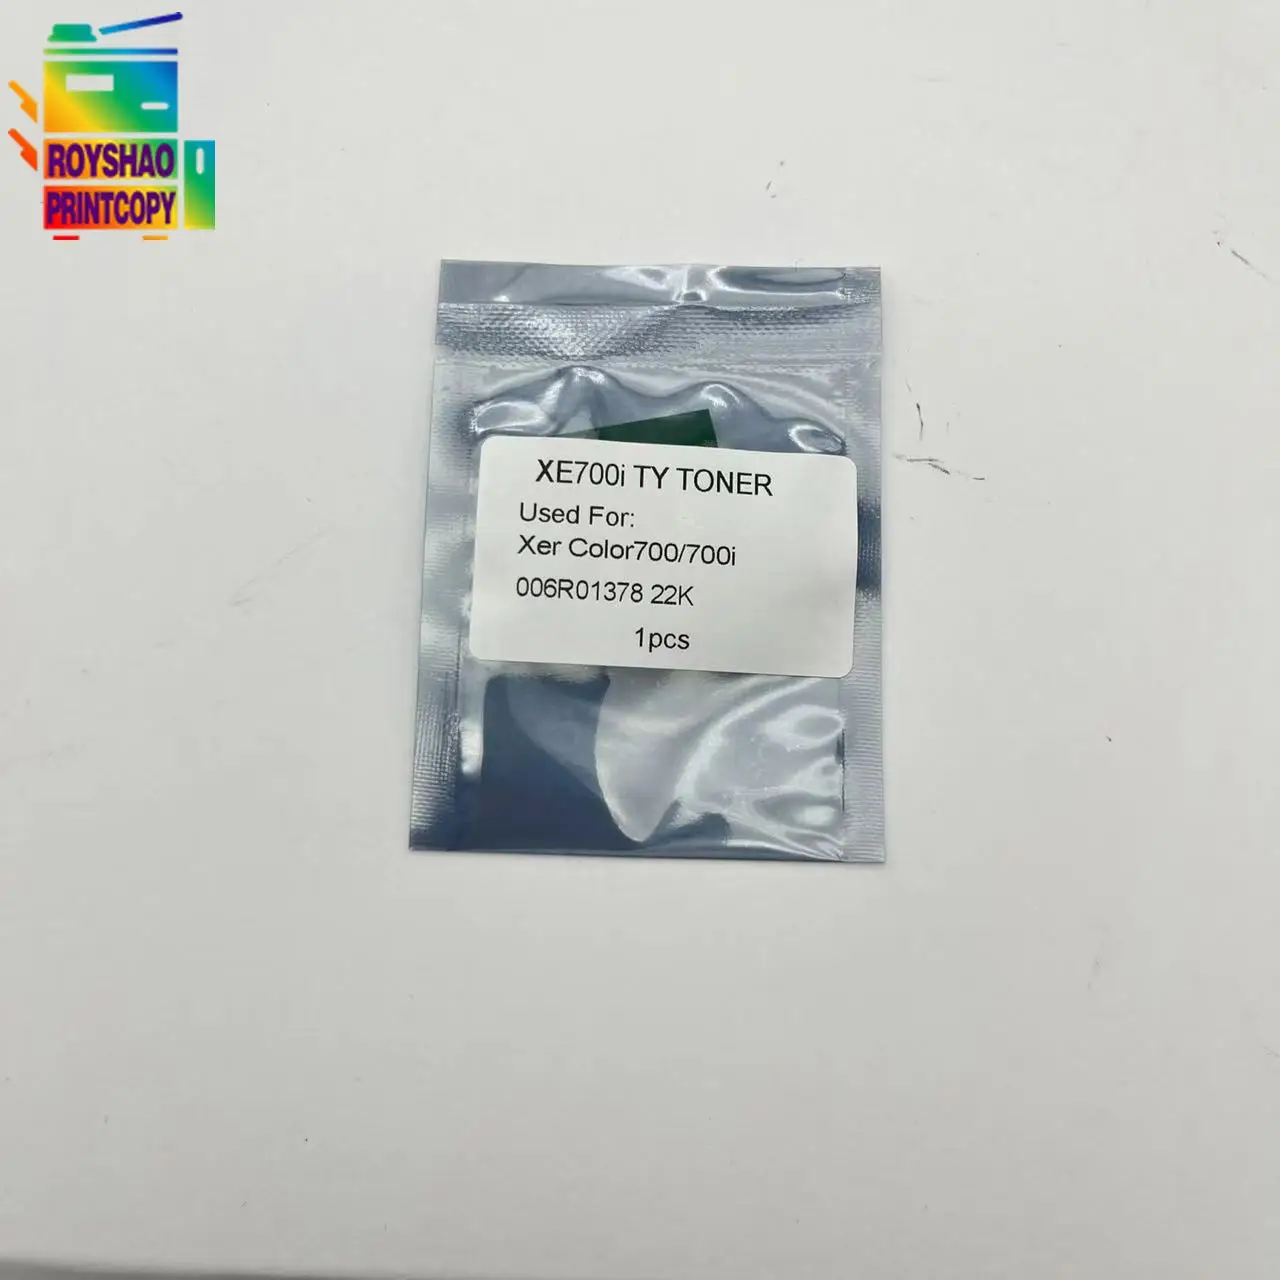 ROYSHAO
PRINTCOPY
XE700i TY TONER
Used For:
Xer Color700/700i
006R01378 22K
1pcs